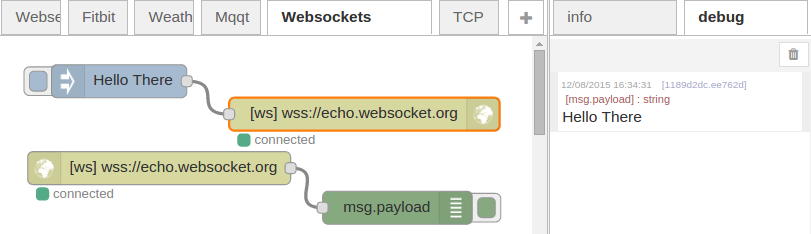 Webse Fitbit Weath Mqqt Websockets TCP + info debug
Hello There
[ws] wss://echo.websocket.org
connected
[ws] wss://echo.websocket.org
connected
msg.payload
12/08/2015 16:34:31 [1189d2dc.ee762d]
[msg.payload] : string
Hello There